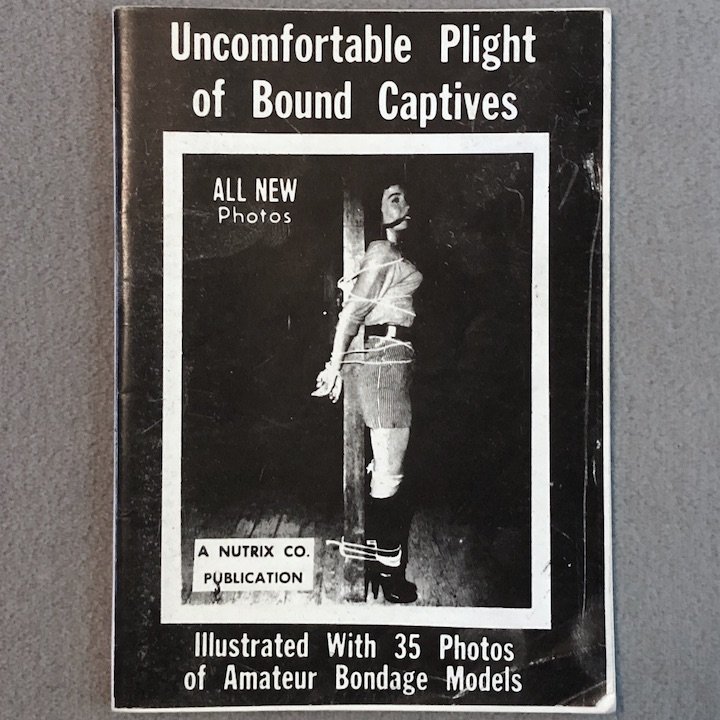 Uncomfortable Plight
of Bound Captives
ALL NEW
Photos
A NUTRIX CO.
PUBLICATION
Illustrated With 35 Photos
of Amateur Bondage Models